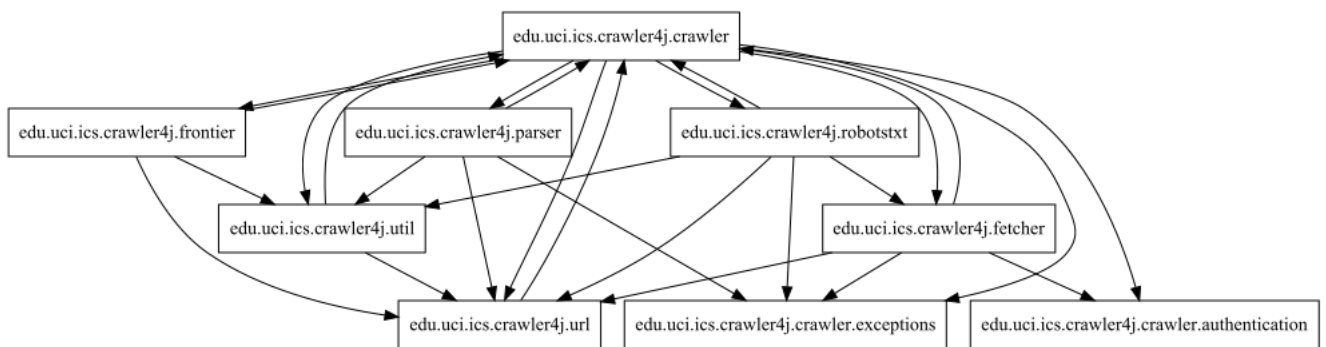 edu.uci.ics.crawler4j.crawler
edu.uci.ics.crawler4j.frontier
edu.uci.ics.crawler4j.parser
edu.uci.ics.crawler4j.robotstxt
edu.uci.ics.crawler4j.util
edu.uci.ics.crawler4j.fetcher
edu.uci.ics.crawler4j.url
edu.uci.ics.crawler4j.crawler.exceptions
edu.uci.ics.crawler4j.crawler.authentication